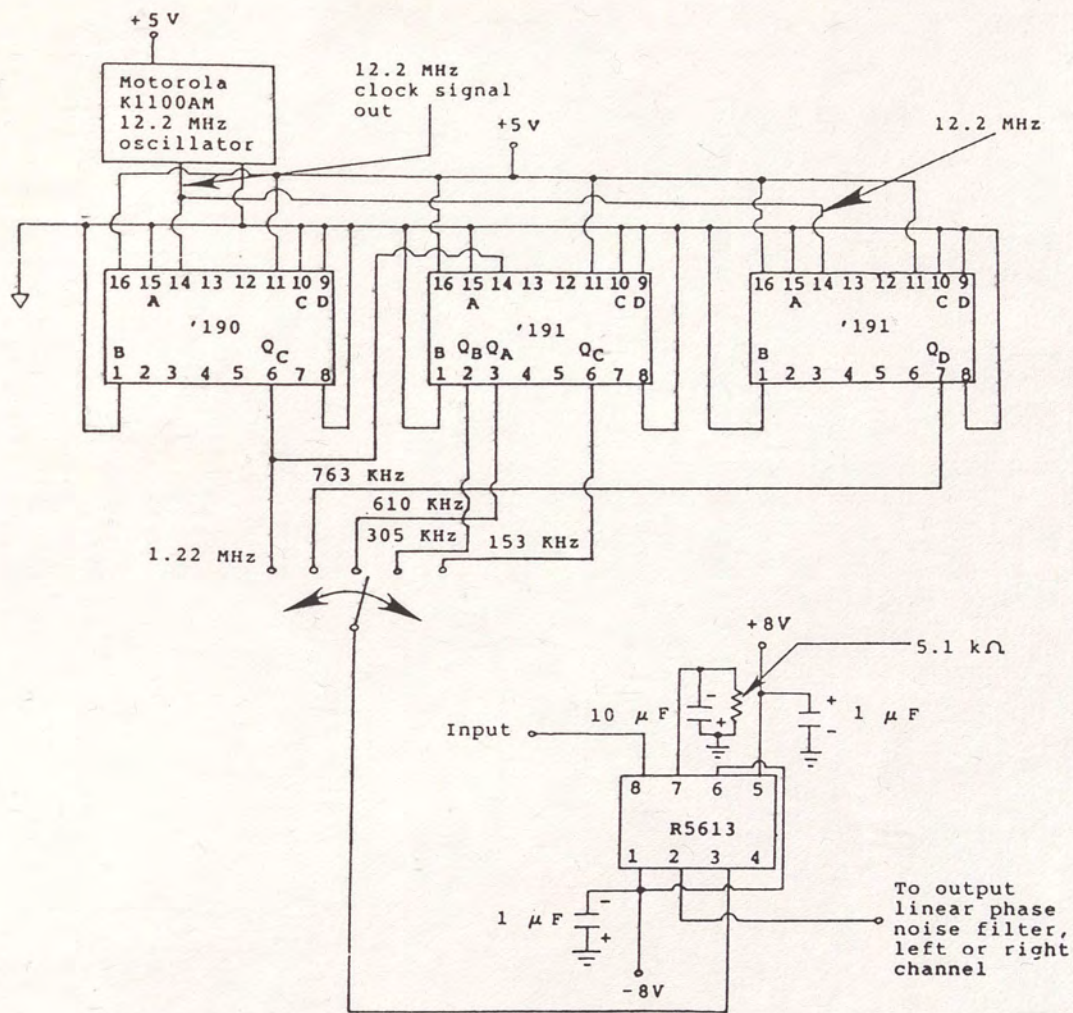 +5 V
Motorola
K1100AM
12.2 MHz
oscillator
12.2 MHz
clock signal
out
+5 V
12.2 MHz
16 15 14 13 12 11 10 9
A C D
'190
B QC
1 2 3 4 5 6 7 8
16 15 14 13 12 11 10 9
A C D
'191
B QB QA QC
1 2 3 4 5 6 7 8
16 15 14 13 12 11 10 9
A C D
'191
B QD
1 2 3 4 5 6 7 8
763 KHz
610 KHz
305 KHz
153 KHz
1.22 MHz
+8V
5.1 kΩ
10 μF
- +
+
1 μF
-
Input
8 7 6 5
R5613
1 2 3 4
-
1 μF
+
-8V
To output
linear phase
noise filter,
left or right
channel